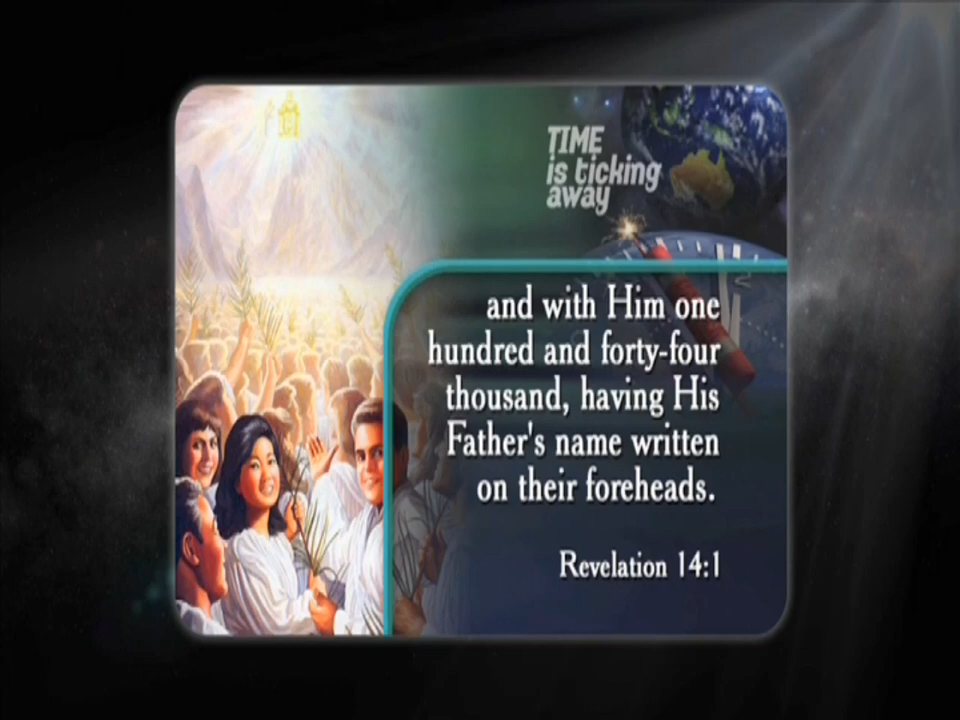 TIME
is ticking
away
and with Him one
hundred and forty-four
thousand, having His
Father's name written
on their foreheads.
Revelation 14:1